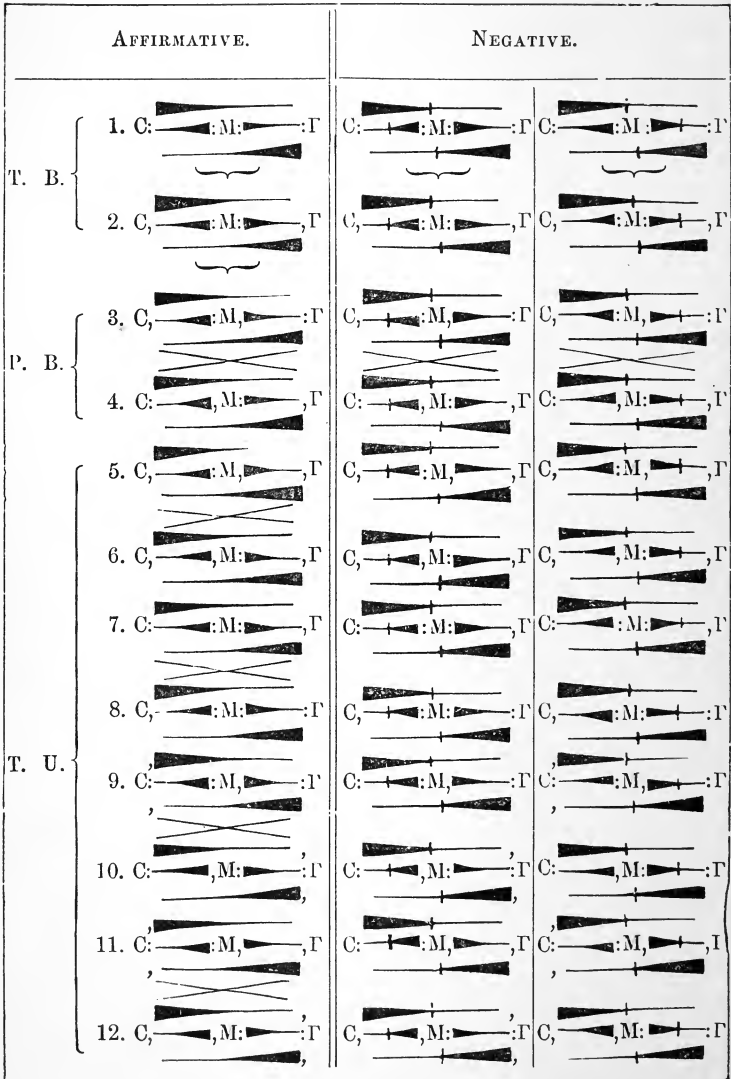 AFFIRMATIVE. NEGATIVE.
T. B.
1. C: :M: :Γ C: :M: :Γ C: :M: :Γ
2. C, :M: ,Γ C, :M: ,Γ C, :M: ,Γ
P. B.
3. C, :M, :Γ C, :M, :Γ C, :M, :Γ
4. C: ,M: ,Γ C: ,M: ,Γ C: ,M: ,Γ
T. U.
5. C, :M, ,Γ C, :M, ,Γ C, :M, ,Γ
6. C, ,M: ,Γ C, ,M: ,Γ C, ,M: ,Γ
7. C: :M: ,Γ C: :M: ,Γ C: :M: ,Γ
8. C, :M: :Γ C, :M: :Γ C, :M: :Γ
9. C: :M, :Γ C: :M, :Γ C: :M, :Γ
10. C: ,M: :Γ C: ,M: :Γ C: ,M: :Γ
11. C: :M, ,Γ C: :M, ,Γ C: :M,
12. C, ,M: :Γ C, ,M: :Γ C, ,M: :Γ